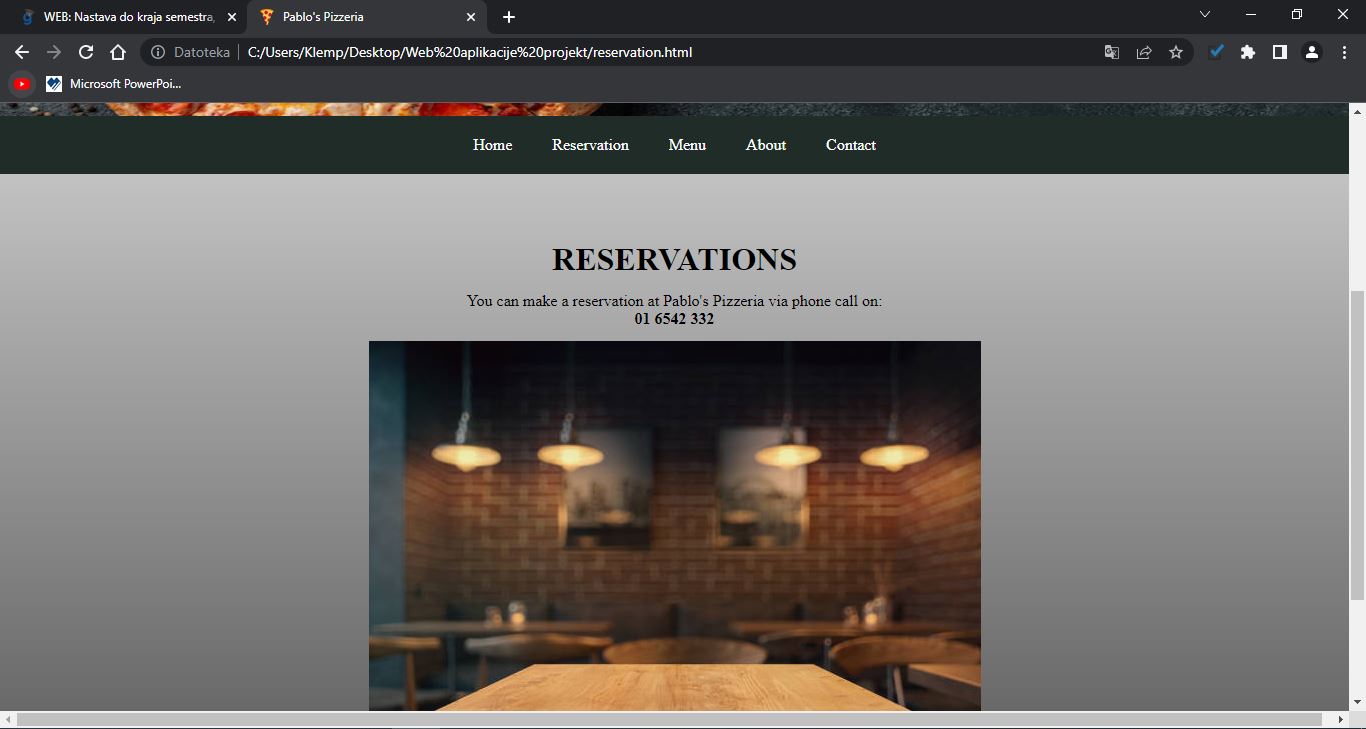 WEB: Nastava do kraja semestra,
Pablo's Pizzeria
Datoteka
C:/Users/Klemp/Desktop/Web%20aplikacije%20projekt/reservation.html
Microsoft PowerPoi...
Home Reservation Menu About Contact
RESERVATIONS
You can make a reservation at Pablo's Pizzeria via phone call on:
01 6542 332